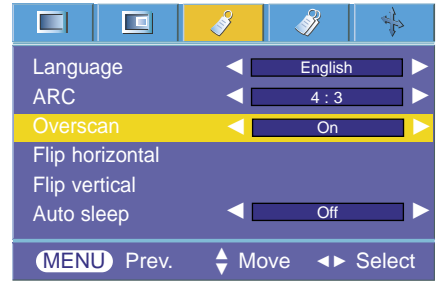 Language ◀ English ▶
ARC ◀ 4 : 3 ▶
Overscan ◀ On ▶
Flip horizontal
Flip vertical
Auto sleep ◀ Off ▶
MENU Prev. ▲▼ Move ◀▶ Select